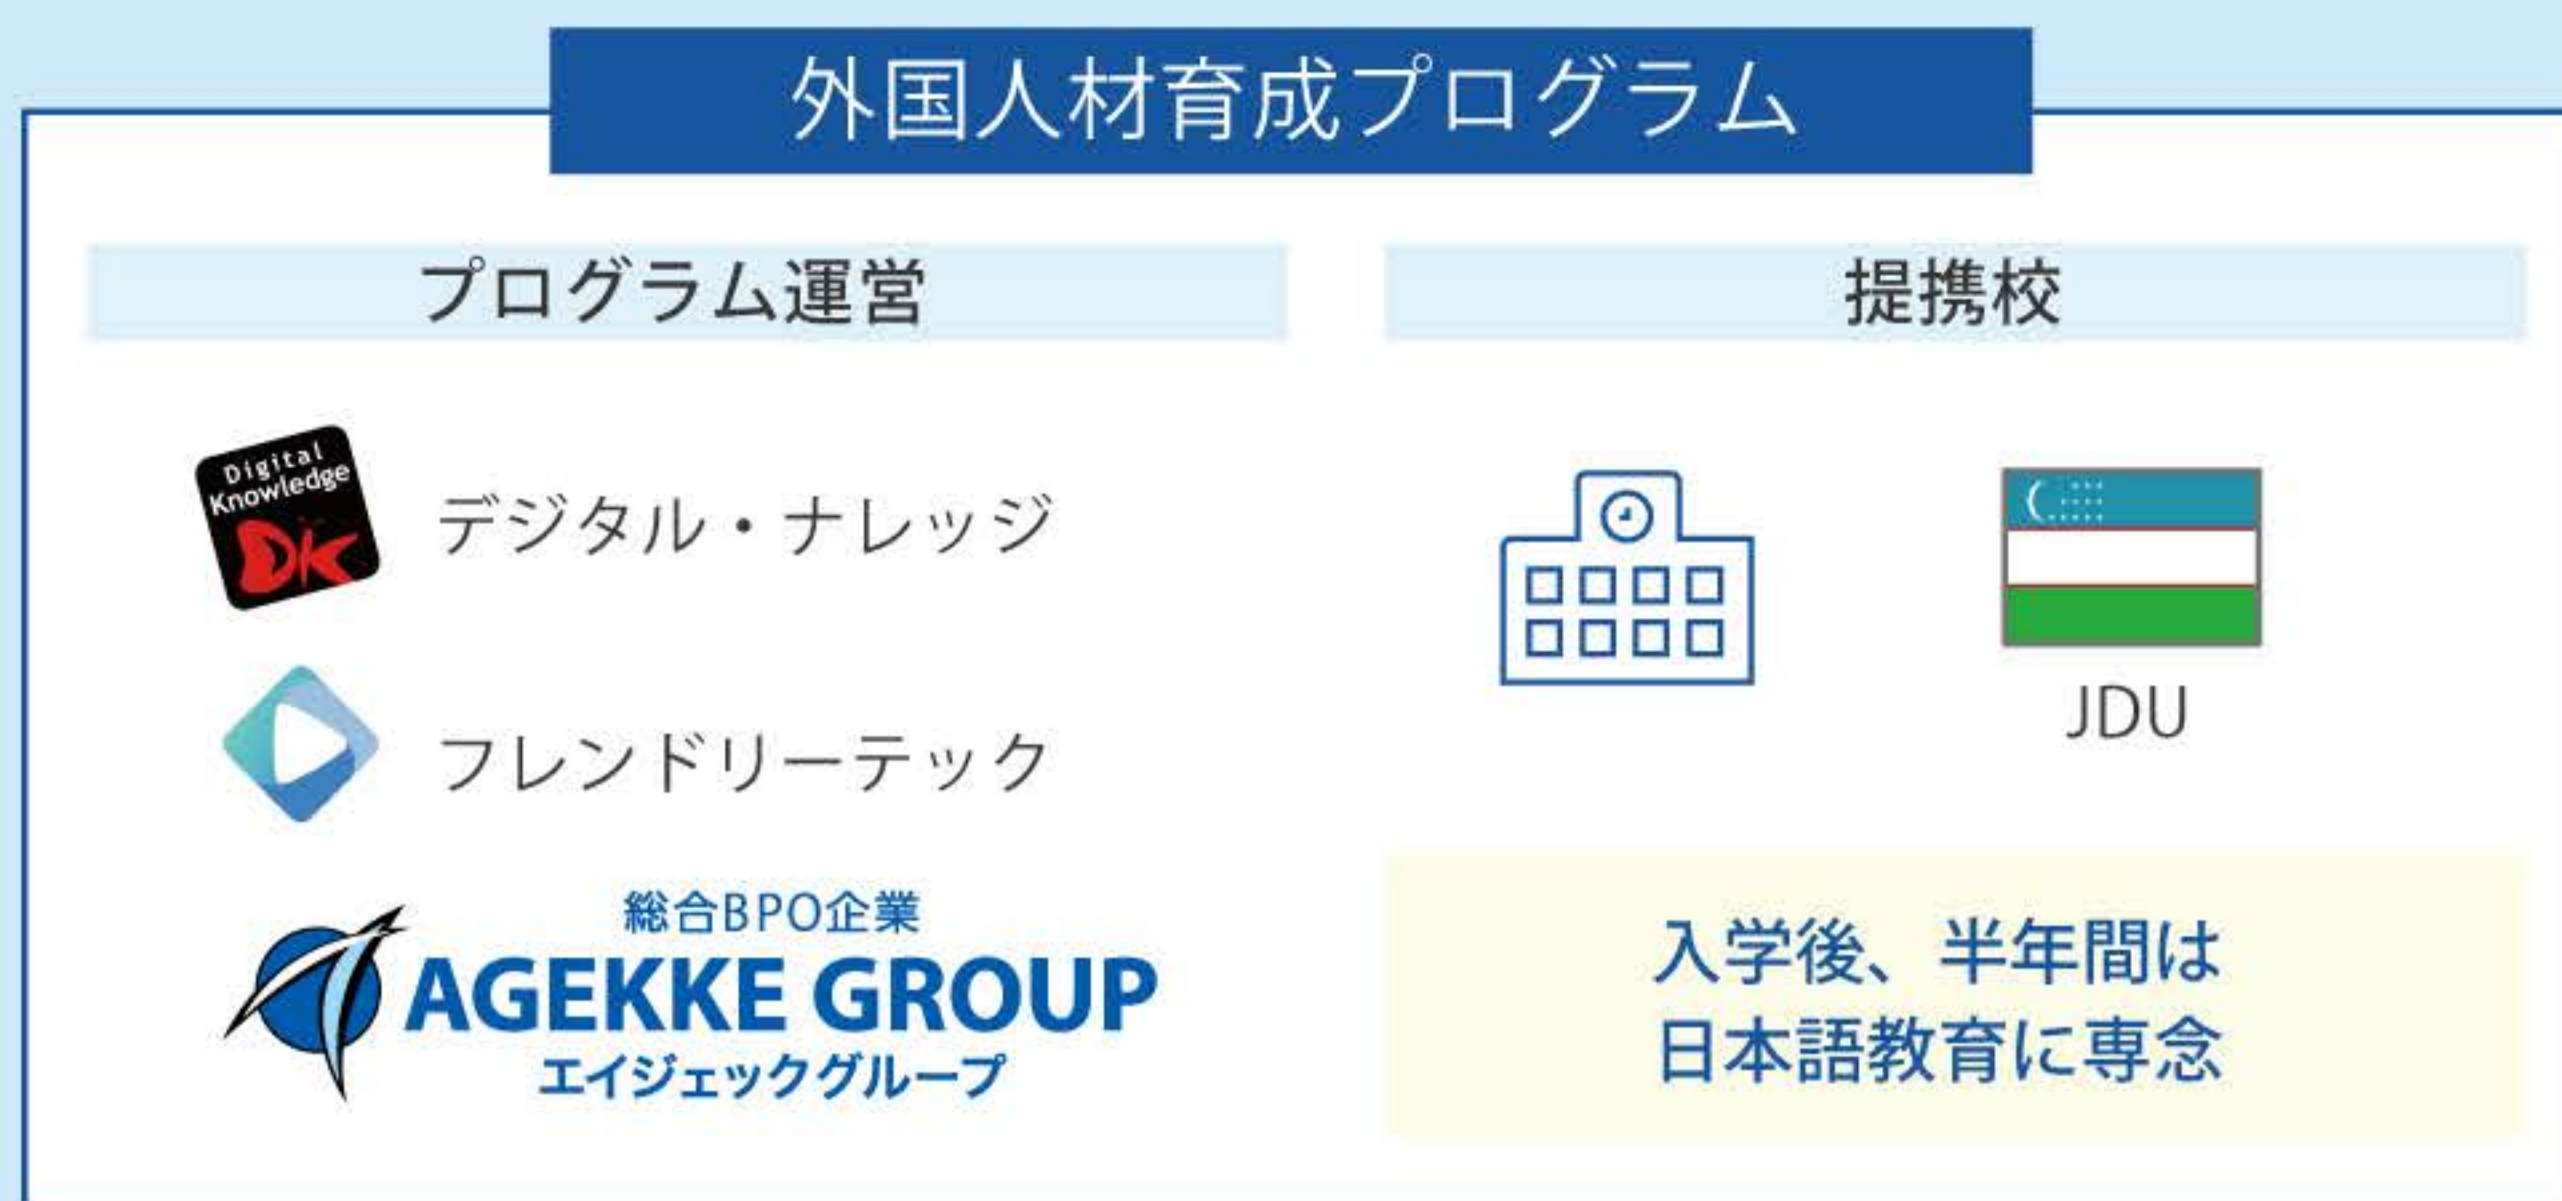 外国人材育成プログラム
プログラム運営
Digital
Knowledge
DK
デジタル・ナレッジ
フレンドリーテック
総合BPO企業
AGEKKE GROUP
エイジェックグループ
提携校
JDU
入学後、半年間は
日本語教育に専念